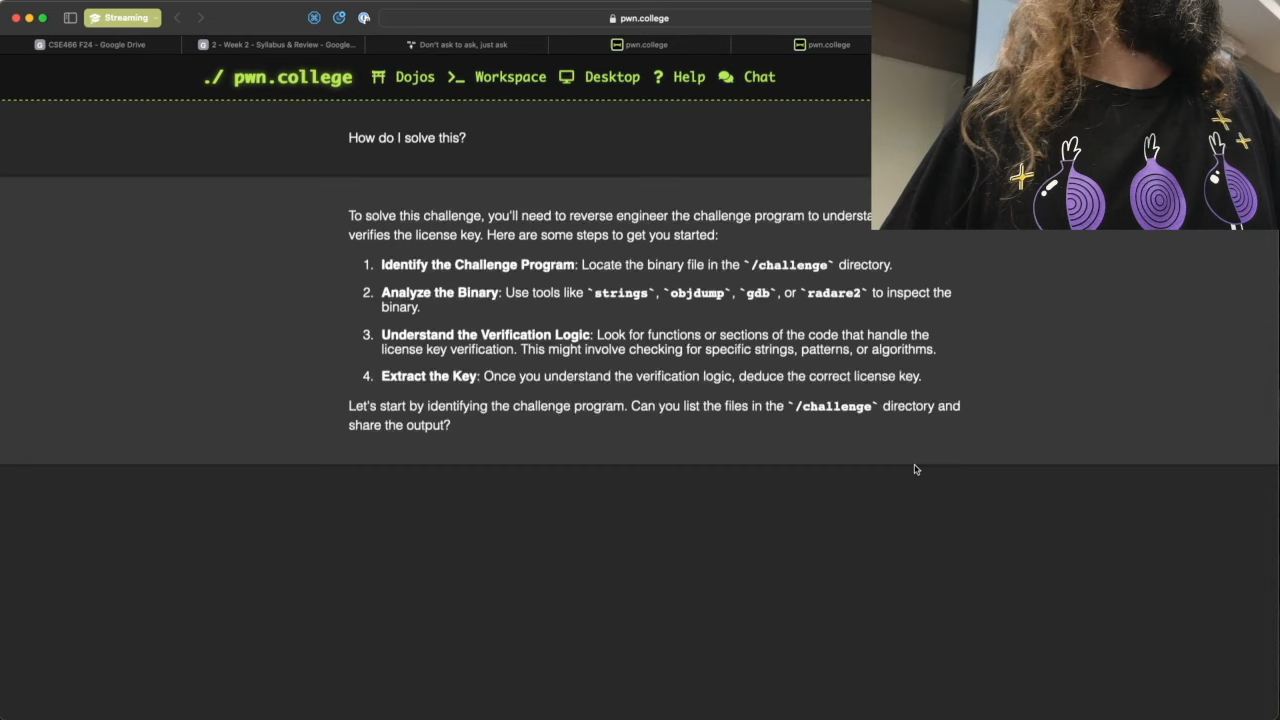 Streaming
pwn.college
CSE466 F24 - Google Drive
2 - Week 2 - Syllabus & Review - Google...
Don't ask to ask, just ask
pwn.college
pwn.college
./ pwn.college
Dojos
Workspace
Desktop
Help
Chat
How do I solve this?
To solve this challenge, you'll need to reverse engineer the challenge program to understa
verifies the license key. Here are some steps to get you started:
1. Identify the Challenge Program: Locate the binary file in the `/challenge` directory.
2. Analyze the Binary: Use tools like `strings`, `objdump`, `gdb`, or `radare2` to inspect the
binary.
3. Understand the Verification Logic: Look for functions or sections of the code that handle the
license key verification. This might involve checking for specific strings, patterns, or algorithms.
4. Extract the Key: Once you understand the verification logic, deduce the correct license key.
Let's start by identifying the challenge program. Can you list the files in the `/challenge` directory and
share the output?